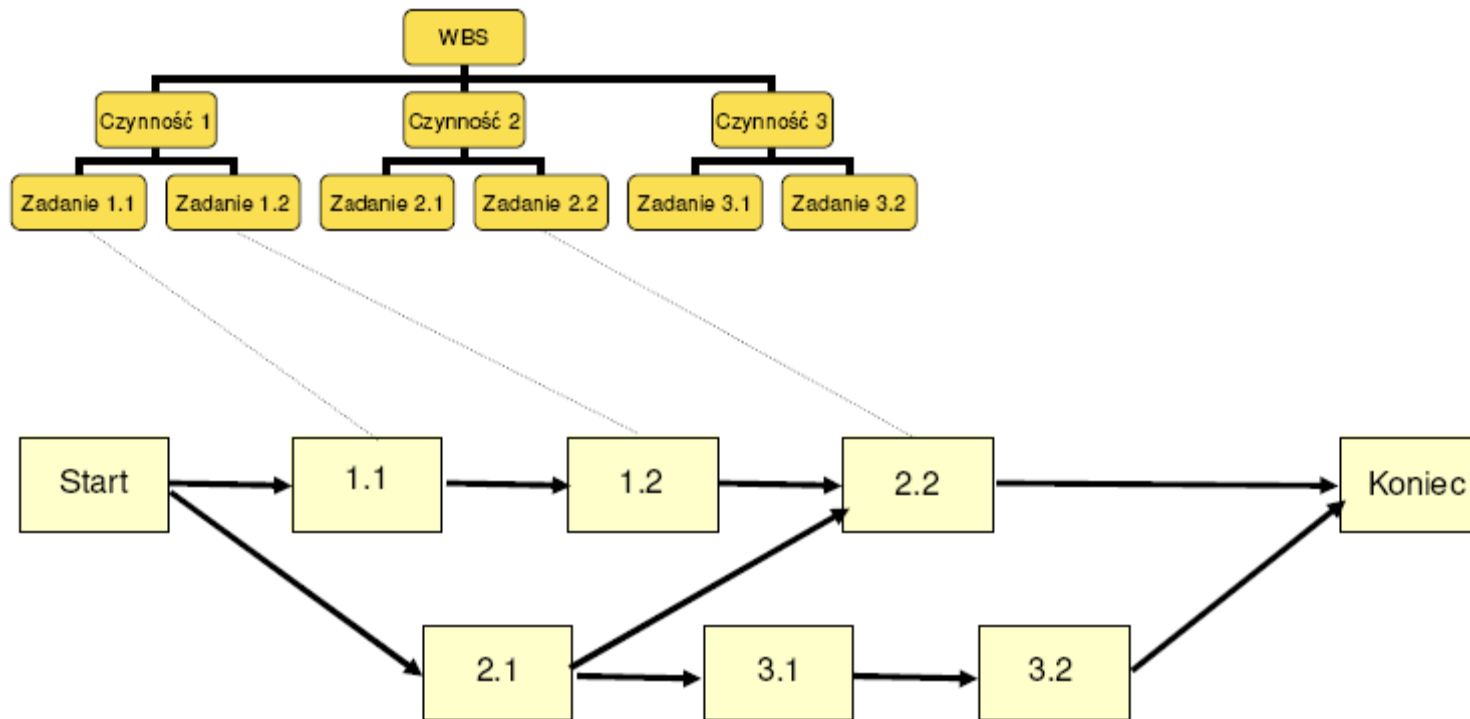 WBS
Czynność 1
Czynność 2
Czynność 3
Zadanie 1.1
Zadanie 1.2
Zadanie 2.1
Zadanie 2.2
Zadanie 3.1
Zadanie 3.2
Start
1.1
1.2
2.2
Koniec
2.1
3.1
3.2